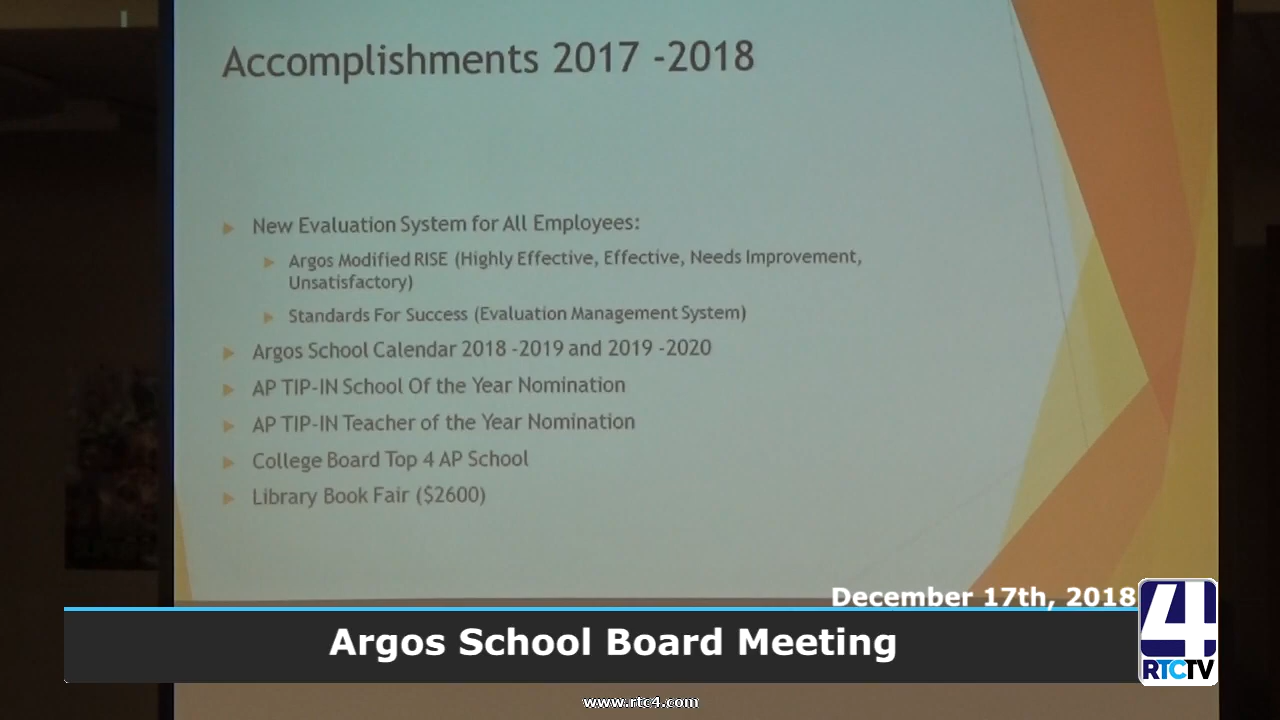 Accomplishments 2017 -2018
New Evaluation System for All Employees:
Argos Modified RISE (Highly Effective, Effective, Needs Improvement,
Unsatisfactory)
Standards For Success (Evaluation Management System)
Argos School Calendar 2018 -2019 and 2019 -2020
AP TIP-IN School Of the Year Nomination
AP TIP-IN Teacher of the Year Nomination
College Board Top 4 AP School
Library Book Fair ($2600)
December 17th, 2018
Argos School Board Meeting
4
RTCTV
www.rtc4.com